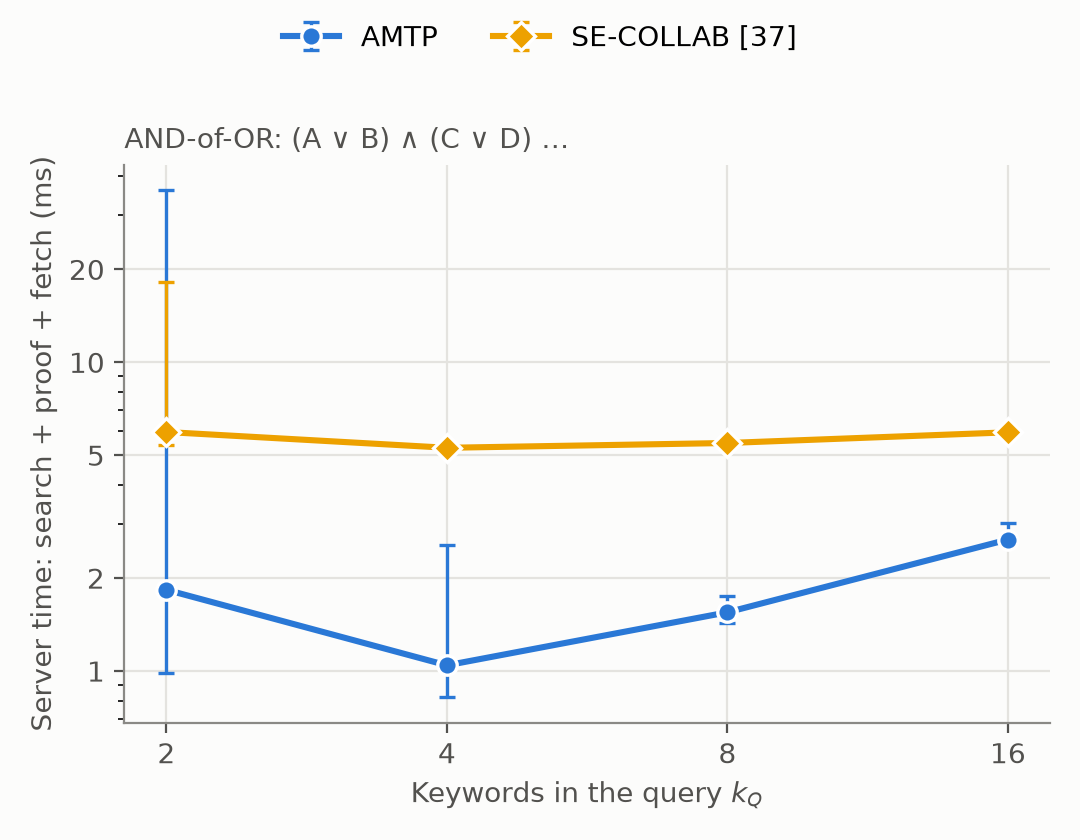 AMTP
SE-COLLAB [37]
AND-of-OR: (A ∨ B) ∧ (C ∨ D) …
Server time: search + proof + fetch (ms)
20
10
5
2
1
2
4
8
16
Keywords in the query k_Q